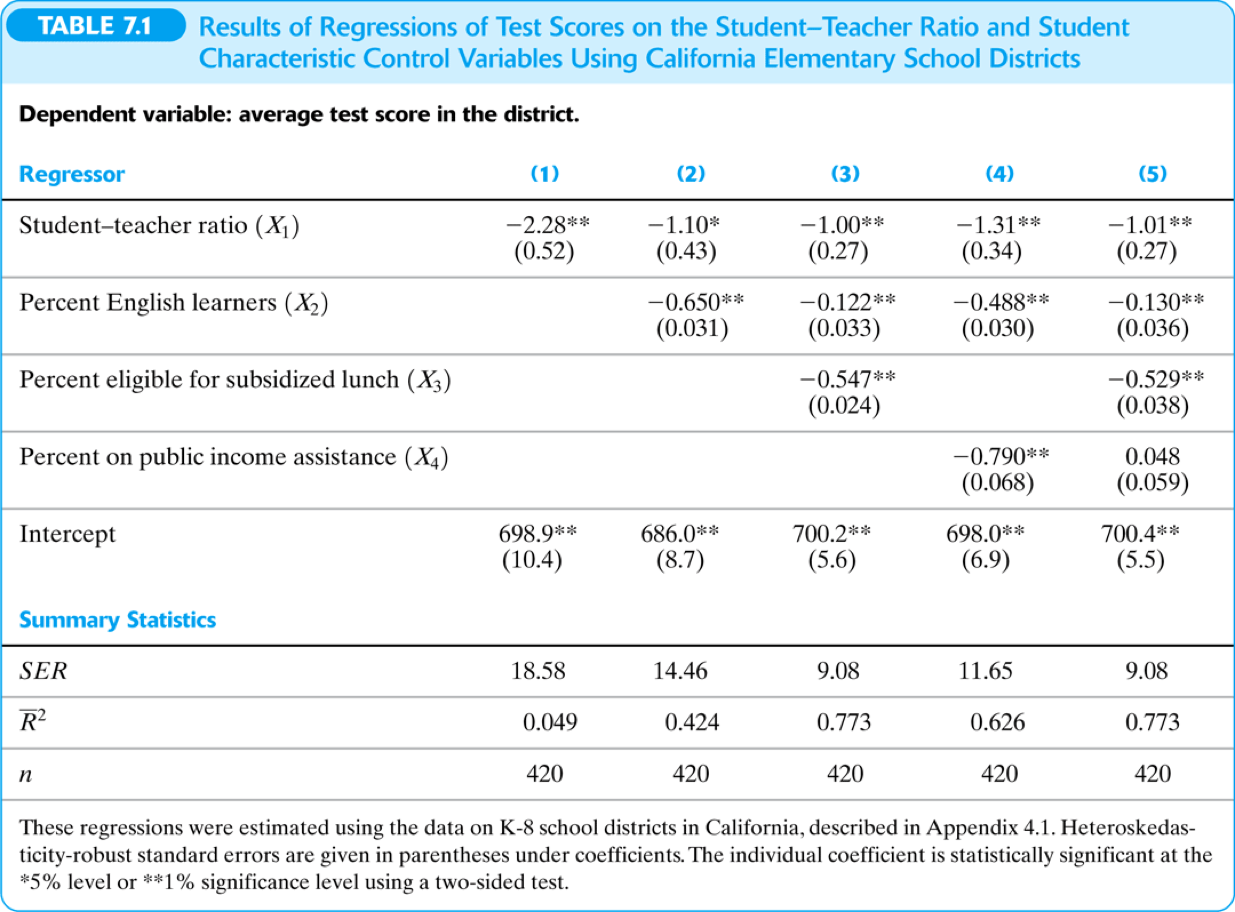 TABLE 7.1 Results of Regressions of Test Scores on the Student–Teacher Ratio and Student
Characteristic Control Variables Using California Elementary School Districts
Dependent variable: average test score in the district.
Regressor (1) (2) (3) (4) (5)
Student–teacher ratio (X₁) −2.28** −1.10* −1.00** −1.31** −1.01**
(0.52) (0.43) (0.27) (0.34) (0.27)
Percent English learners (X₂) −0.650** −0.122** −0.488** −0.130**
(0.031) (0.033) (0.030) (0.036)
Percent eligible for subsidized lunch (X₃) −0.547** −0.529**
(0.024) (0.038)
Percent on public income assistance (X₄) −0.790** 0.048
(0.068) (0.059)
Intercept 698.9** 686.0** 700.2** 698.0** 700.4**
(10.4) (8.7) (5.6) (6.9) (5.5)
Summary Statistics
SER 18.58 14.46 9.08 11.65 9.08
R̅² 0.049 0.424 0.773 0.626 0.773
n 420 420 420 420 420
These regressions were estimated using the data on K-8 school districts in California, described in Appendix 4.1. Heteroskedas-
ticity-robust standard errors are given in parentheses under coefficients. The individual coefficient is statistically significant at the
*5% level or **1% significance level using a two-sided test.